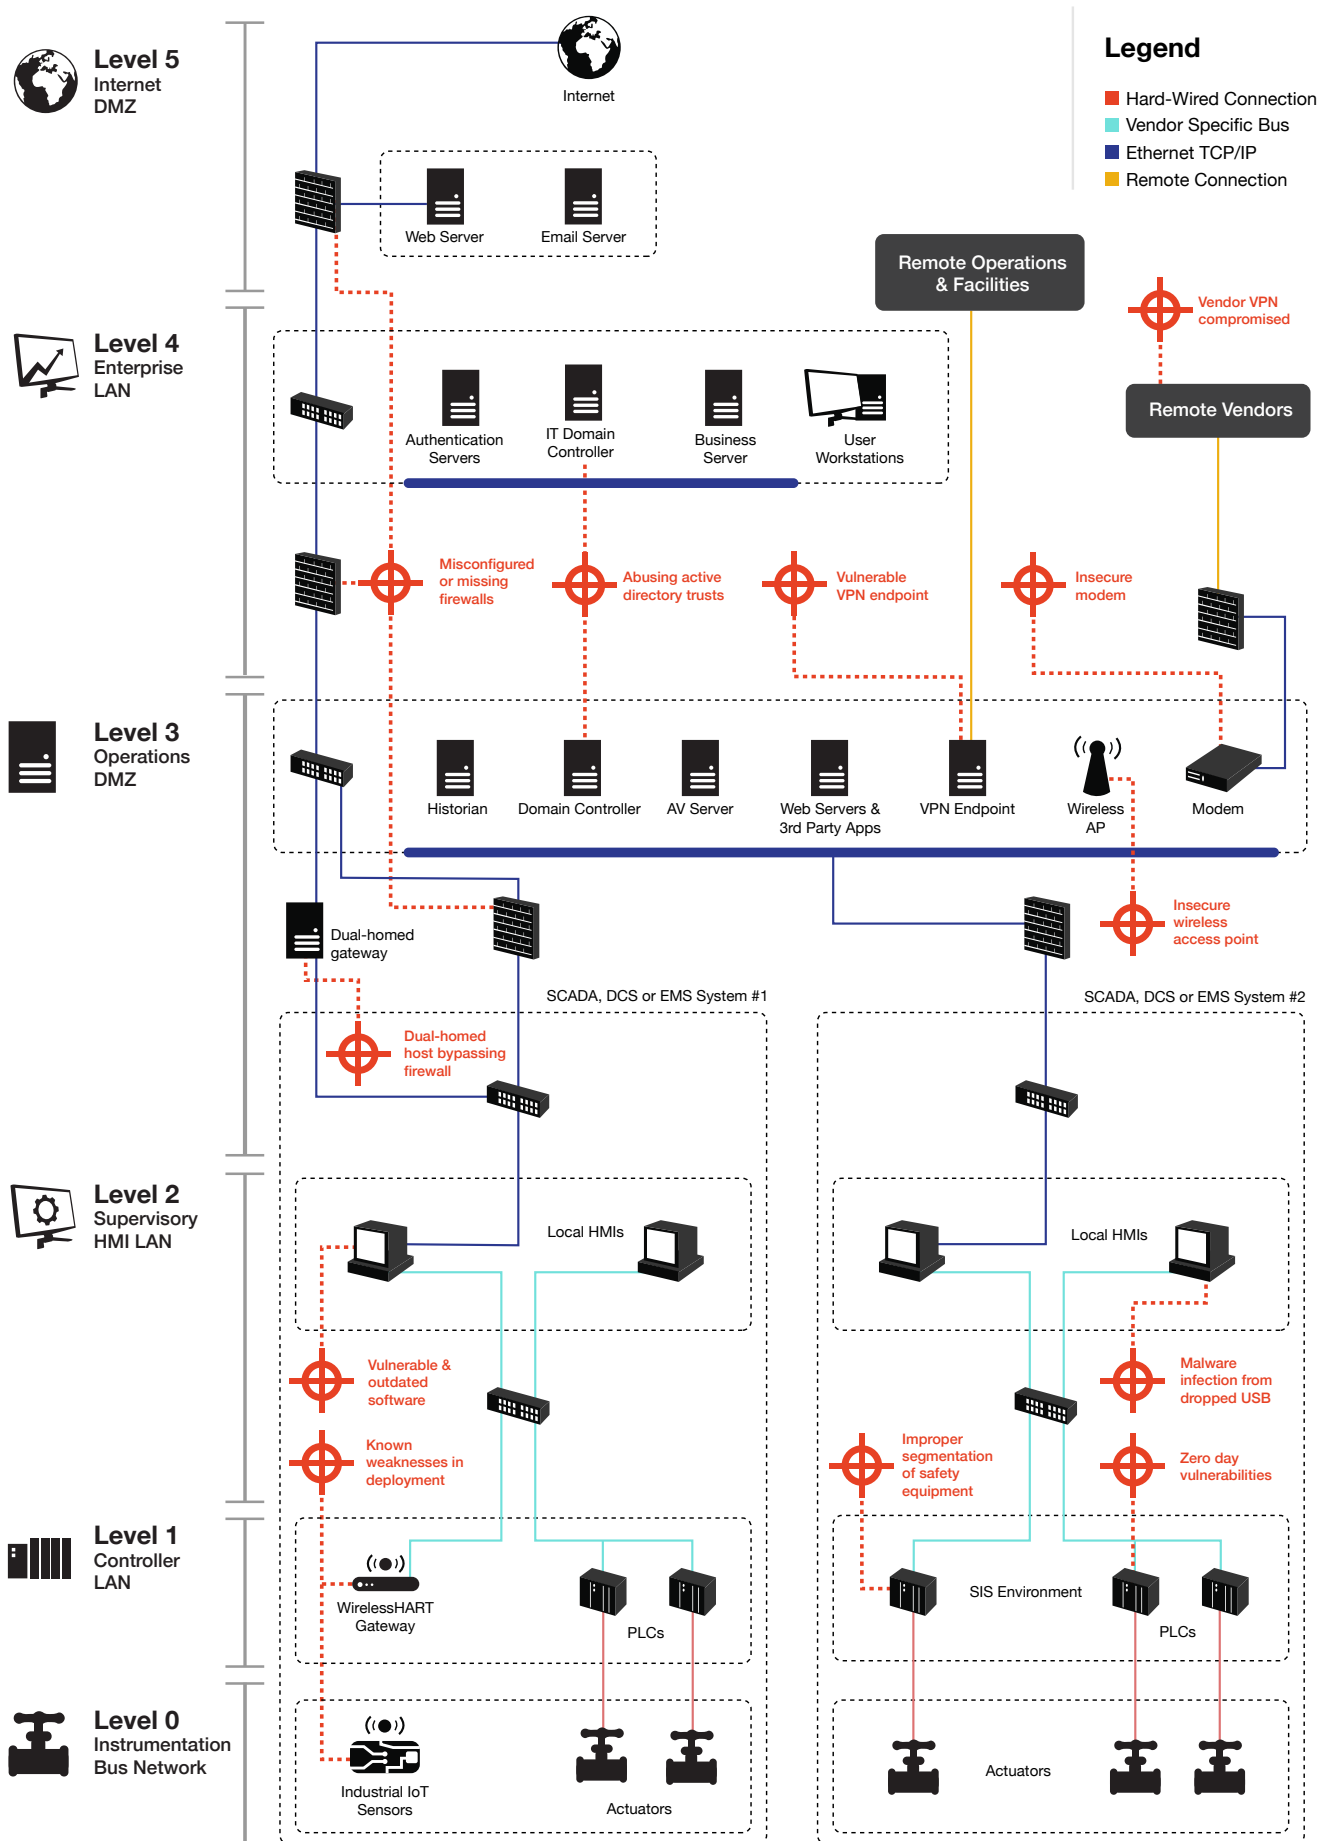 Level 5
Internet
DMZ
Internet
Legend
Hard-Wired Connection
Vendor Specific Bus
Ethernet TCP/IP
Remote Connection
Web Server
Email Server
Remote Operations
& Facilities
Vendor VPN
compromised
Level 4
Enterprise
LAN
Authentication
Servers
IT Domain
Controller
Business
Server
User
Workstations
Remote Vendors
Misconfigured
or missing
firewalls
Abusing active
directory trusts
Vulnerable
VPN endpoint
Insecure
modem
Level 3
Operations
DMZ
Historian
Domain Controller
AV Server
Web Servers &
3rd Party Apps
VPN Endpoint
Wireless
AP
Modem
Dual-homed
gateway
Insecure
wireless
access point
SCADA, DCS or EMS System #1
SCADA, DCS or EMS System #2
Dual-homed
host bypassing
firewall
Level 2
Supervisory
HMI LAN
Local HMIs
Local HMIs
Vulnerable &
outdated
software
Malware
infection from
dropped USB
Known
weaknesses in
deployment
Improper
segmentation
of safety
equipment
Zero day
vulnerabilities
Level 1
Controller
LAN
WirelessHART
Gateway
PLCs
SIS Environment
PLCs
Level 0
Instrumentation
Bus Network
Industrial IoT
Sensors
Actuators
Actuators